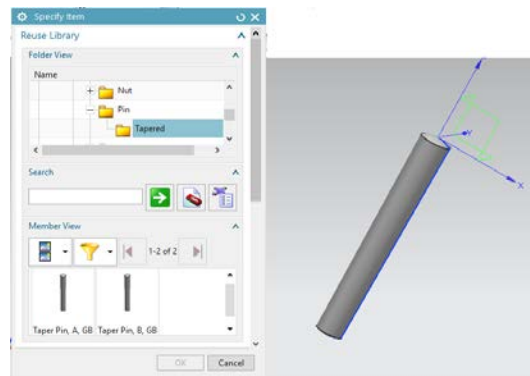 Specify Item
Reuse Library
Folder View
Name
Nut
Pin
Tapered
Search
Member View
1-2 of 2
Taper Pin, A, GB Taper Pin, B, GB
OK Cancel
Y
X